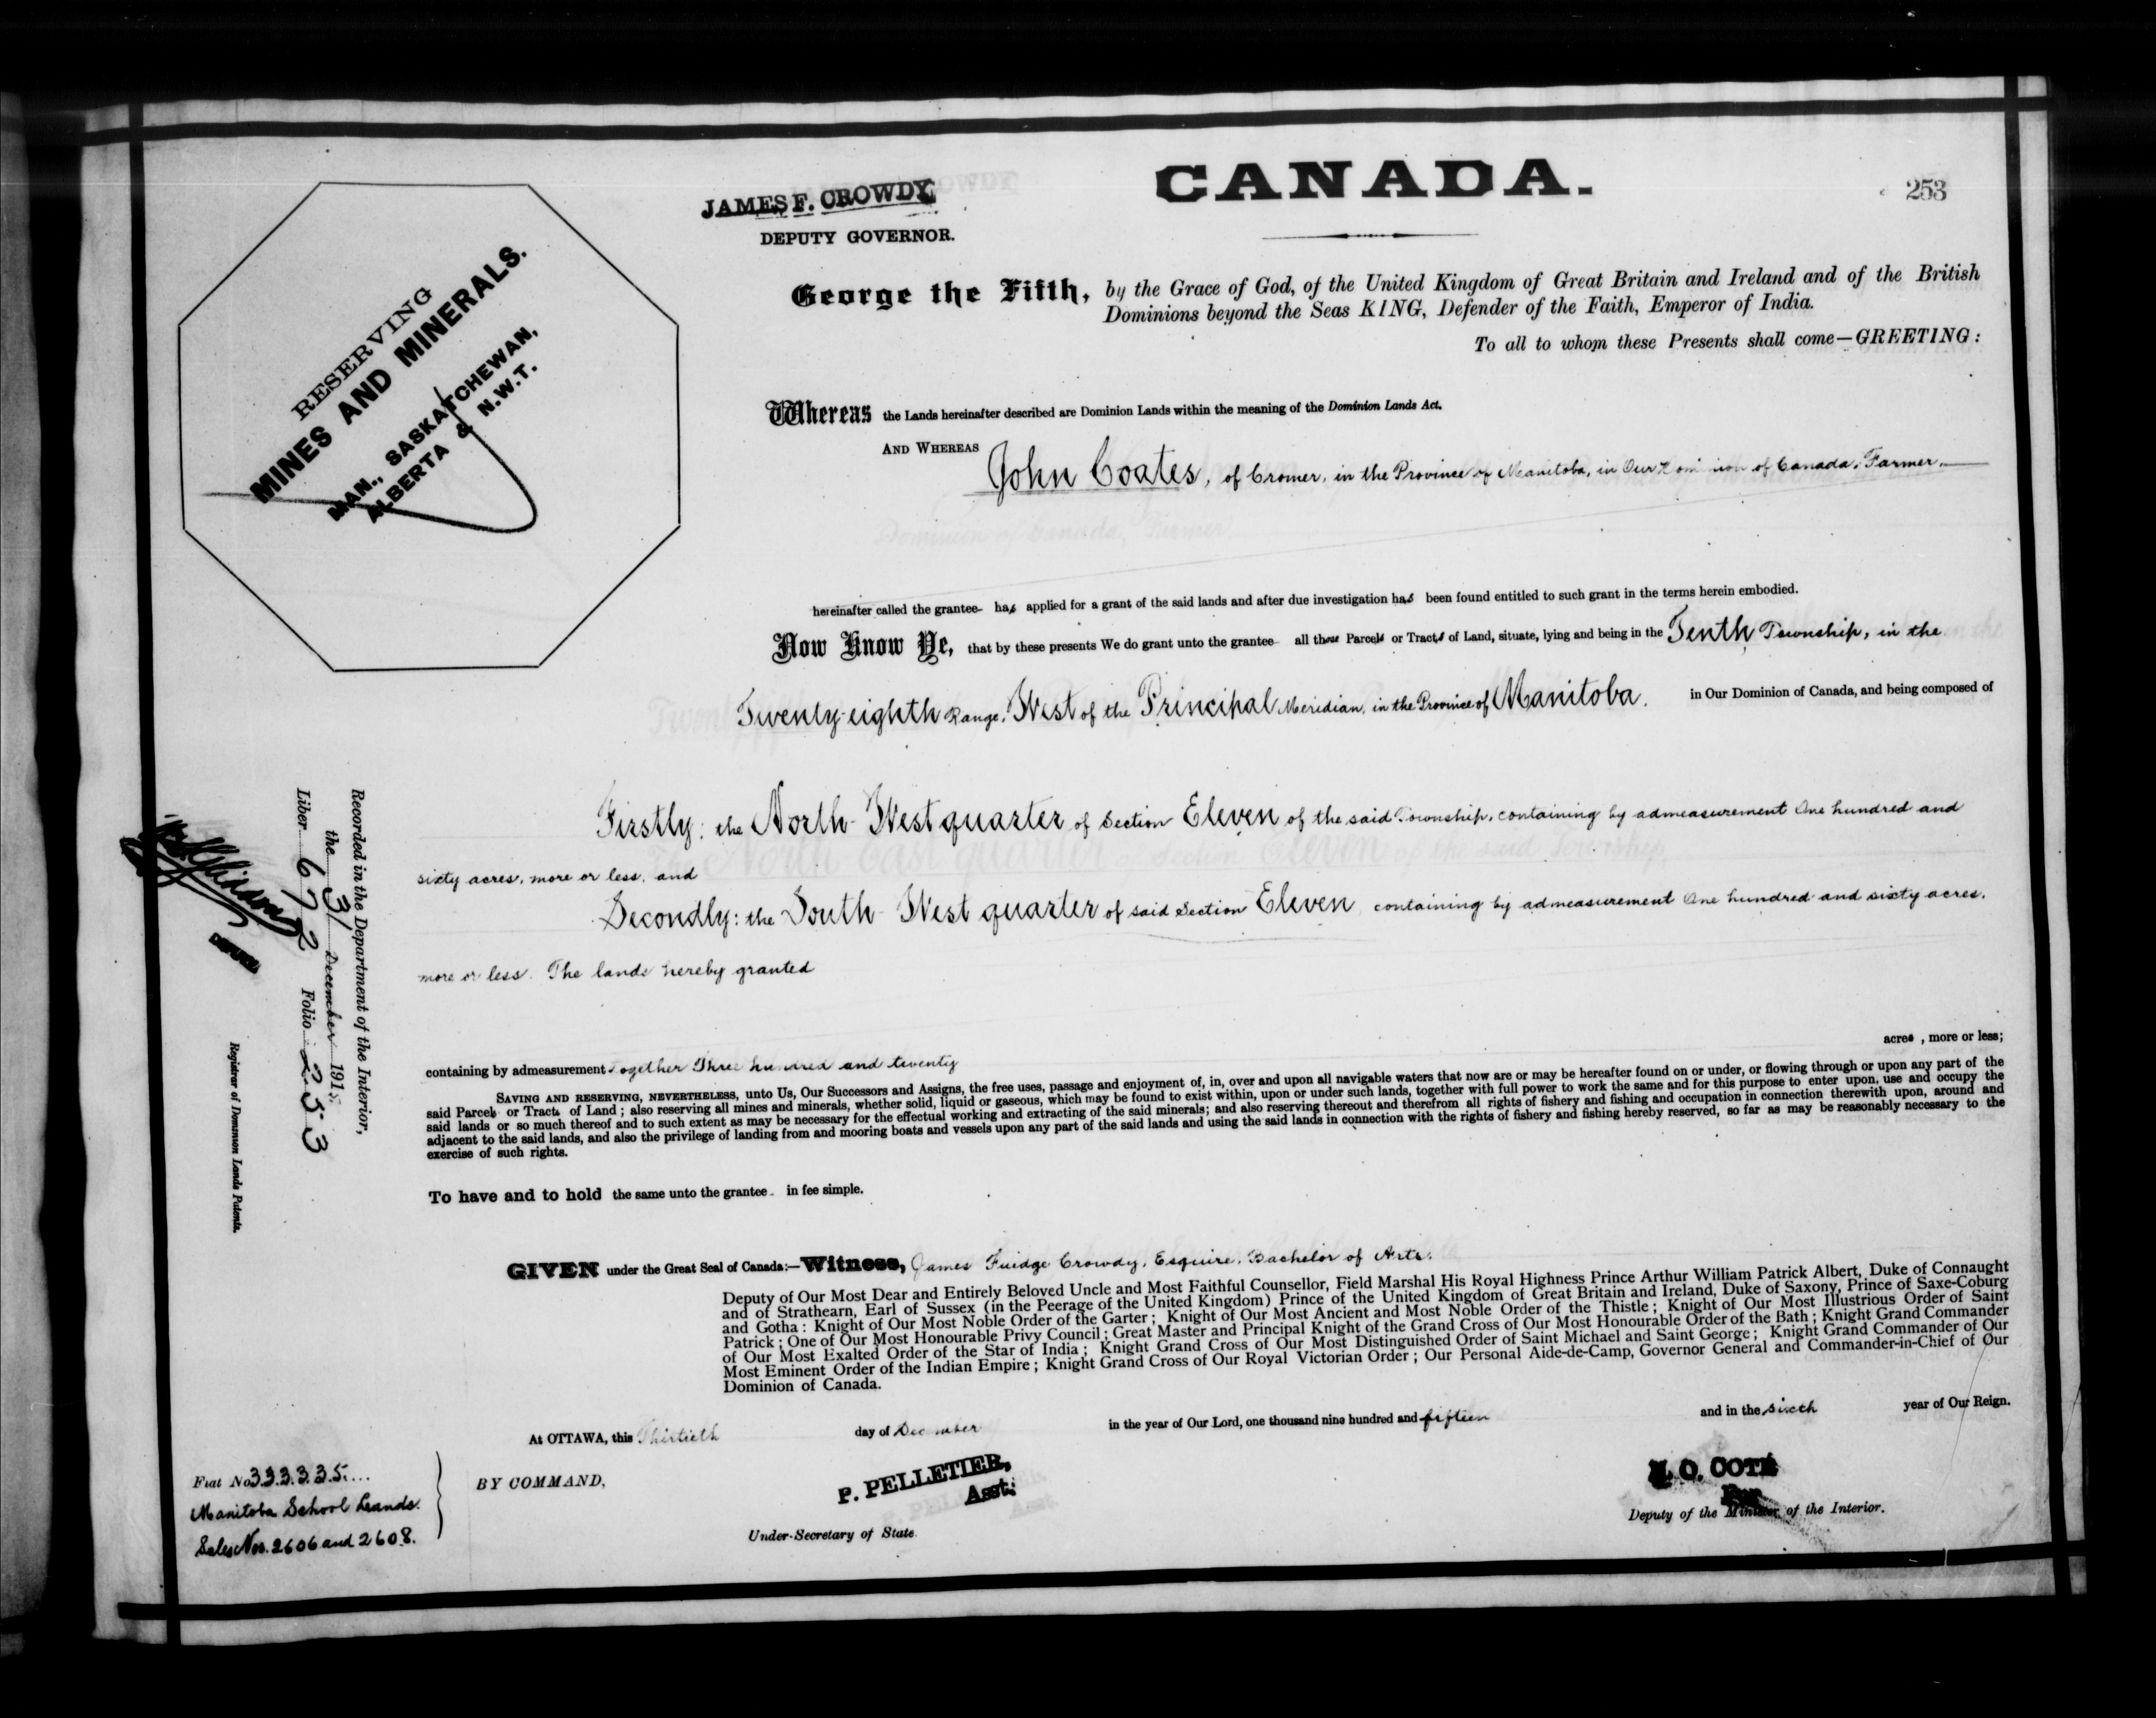 CANADA.
253
JAMES F. CROWDY
DEPUTY GOVERNOR.
RESERVING
MINES AND MINERALS.
MAN., SASKATCHEWAN,
ALBERTA & N.W.T.
George the Fifth, by the Grace of God, of the United Kingdom of Great Britain and Ireland and of the British
Dominions beyond the Seas KING, Defender of the Faith, Emperor of India.
To all to whom these Presents shall come—GREETING:
Whereas the Lands hereinafter described are Dominion Lands within the meaning of the Dominion Lands Act.
AND WHEREAS John Coates, of Cromer, in the Province of Manitoba, in Our Dominion of Canada, Farmer,
hereinafter called the grantee has applied for a grant of the said lands and after due investigation has been found entitled to such grant in the terms herein embodied.
Now Know Ye, that by these presents We do grant unto the grantee all those Parcels or Tracts of Land, situate, lying and being in the Tenth Township, in the
Twenty-eighth Range, West of the Principal Meridian, in the Province of Manitoba. in Our Dominion of Canada, and being composed of
Firstly: the North-West quarter of Section Eleven of the said Township, containing by admeasurement One hundred and
sixty acres, more or less, and
Secondly: the South-West quarter of said Section Eleven containing by admeasurement One hundred and sixty acres,
more or less. The lands hereby granted
containing by admeasurement together Three hundred and twenty acres, more or less;
SAVING AND RESERVING, NEVERTHELESS, unto Us, Our Successors and Assigns, the free uses, passage and enjoyment of, in, over and upon all navigable waters that now are or may be hereafter found on or under, or flowing through or upon any part of the
said Parcels or Tracts of Land; also reserving all mines and minerals, whether solid, liquid or gaseous, which may be found to exist within, upon or under such lands, together with full power to work the same and for this purpose to enter upon, use and occupy the
said lands or so much thereof and to such extent as may be necessary for the effectual working and extracting of the said minerals; and also reserving thereout and therefrom all rights of fishery and fishing and occupation in connection therewith upon, around and
adjacent to the said lands, and also the privilege of landing from and mooring boats and vessels upon any part of the said lands and using the said lands in connection with the rights of fishery and fishing hereby reserved, so far as may be reasonably necessary to the
exercise of such rights.
To have and to hold the same unto the grantee in fee simple.
GIVEN under the Great Seal of Canada:—Witness, James Fuidge Crowdy, Esquire, Bachelor of Arts,
Deputy of Our Most Dear and Entirely Beloved Uncle and Most Faithful Counsellor, Field Marshal His Royal Highness Prince Arthur William Patrick Albert, Duke of Connaught
and of Strathearn, Earl of Sussex (in the Peerage of the United Kingdom) Prince of the United Kingdom of Great Britain and Ireland, Duke of Saxony, Prince of Saxe-Coburg
and Gotha: Knight of Our Most Noble Order of the Garter; Knight of Our Most Ancient and Most Noble Order of the Thistle; Knight of Our Most Illustrious Order of Saint
Patrick; One of Our Most Honourable Privy Council; Great Master and Principal Knight of the Grand Cross of Our Most Honourable Order of the Bath; Knight Grand Commander
of Our Most Exalted Order of the Star of India; Knight Grand Cross of Our Most Distinguished Order of Saint Michael and Saint George; Knight Grand Commander of Our
Most Eminent Order of the Indian Empire; Knight Grand Cross of Our Royal Victorian Order; Our Personal Aide-de-Camp, Governor General and Commander-in-Chief of Our
Dominion of Canada.
At OTTAWA, this Thirtieth day of December in the year of Our Lord, one thousand nine hundred and fifteen and in the sixth year of Our Reign.
BY COMMAND,
P. PELLETIER,
Asst.
Under-Secretary of State
N. O. COTÉ
For
Deputy of the Minister of the Interior.
Fiat No 333335....
Manitoba School Lands.
Sales Nos. 2606 and 2608.
Recorded in the Department of the Interior,
the 31 December 1915.
Liber 672 Folio 253
Registrar of Dominion Lands Patents.